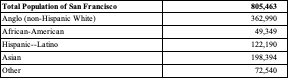 Total Population of San Francisco 805,463
Anglo (non-Hispanic White) 362,990
African-American 49,349
Hispanic--Latino 122,190
Asian 198,394
Other 72,540